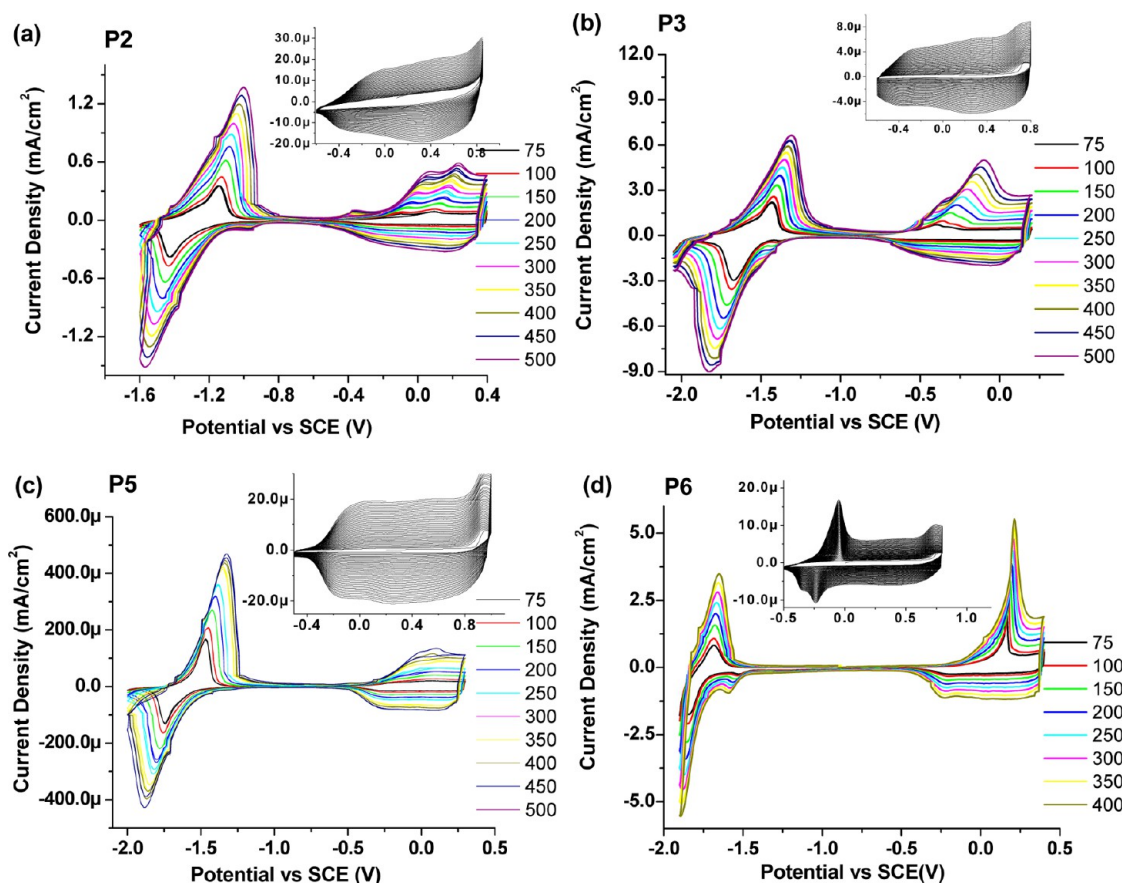 (a)
P2
30.0
20.0
10.0
0.0
-10.0
-20.0
-0.4 0.0 0.4 0.8
Current Density (mA/cm²)
1.2
0.6
0.0
-0.6
-1.2
-1.6 -1.2 -0.8 -0.4 0.0 0.4
Potential vs SCE (V)
75
100
150
200
250
300
350
400
450
500
(b)
P3
8.0
4.0
0.0
-4.0
-0.4 0.0 0.4 0.8
Current Density (mA/cm²)
12.0
9.0
6.0
3.0
0.0
-3.0
-6.0
-9.0
-2.0 -1.5 -1.0 -0.5 0.0
Potential vs SCE (V)
75
100
150
200
250
300
350
400
450
500
(c)
P5
20.0μ
0.0
-20.0μ
-0.4 0.0 0.4 0.8
Current Density (mA/cm²)
600.0μ
400.0μ
200.0μ
0.0
-200.0μ
-400.0μ
-2.0 -1.5 -1.0 -0.5 0.0 0.5
Potential vs SCE (V)
75
100
150
200
250
300
350
400
450
500
(d)
P6
20.0μ
10.0μ
0.0
-10.0μ
-0.5 0.0 0.5 1.0
Current Density (mA/cm²)
5.0
2.5
0.0
-2.5
-5.0
-2.0 -1.5 -1.0 -0.5 0.0 0.5
Potential vs SCE(V)
75
100
150
200
250
300
350
400